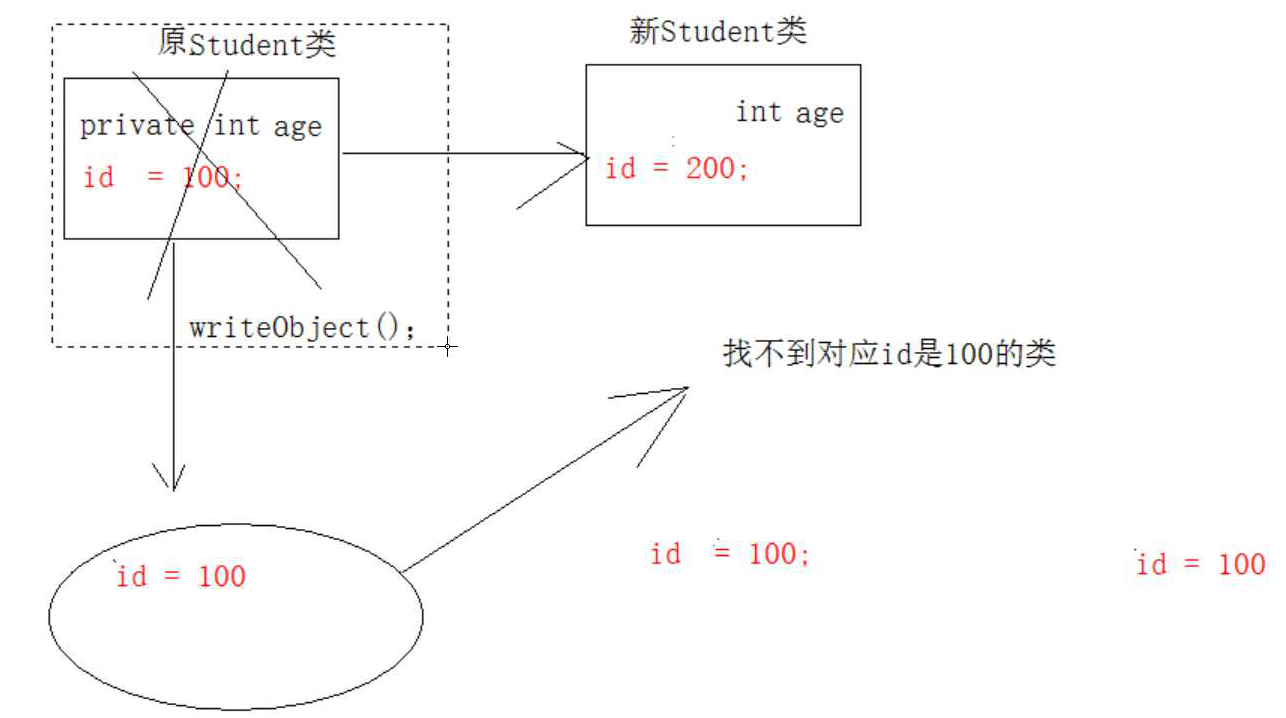 原Student类
新Student类
private int age
id = 100;
int age
id = 200;
writeObject();
找不到对应id是100的类
id = 100
id = 100;
id = 100